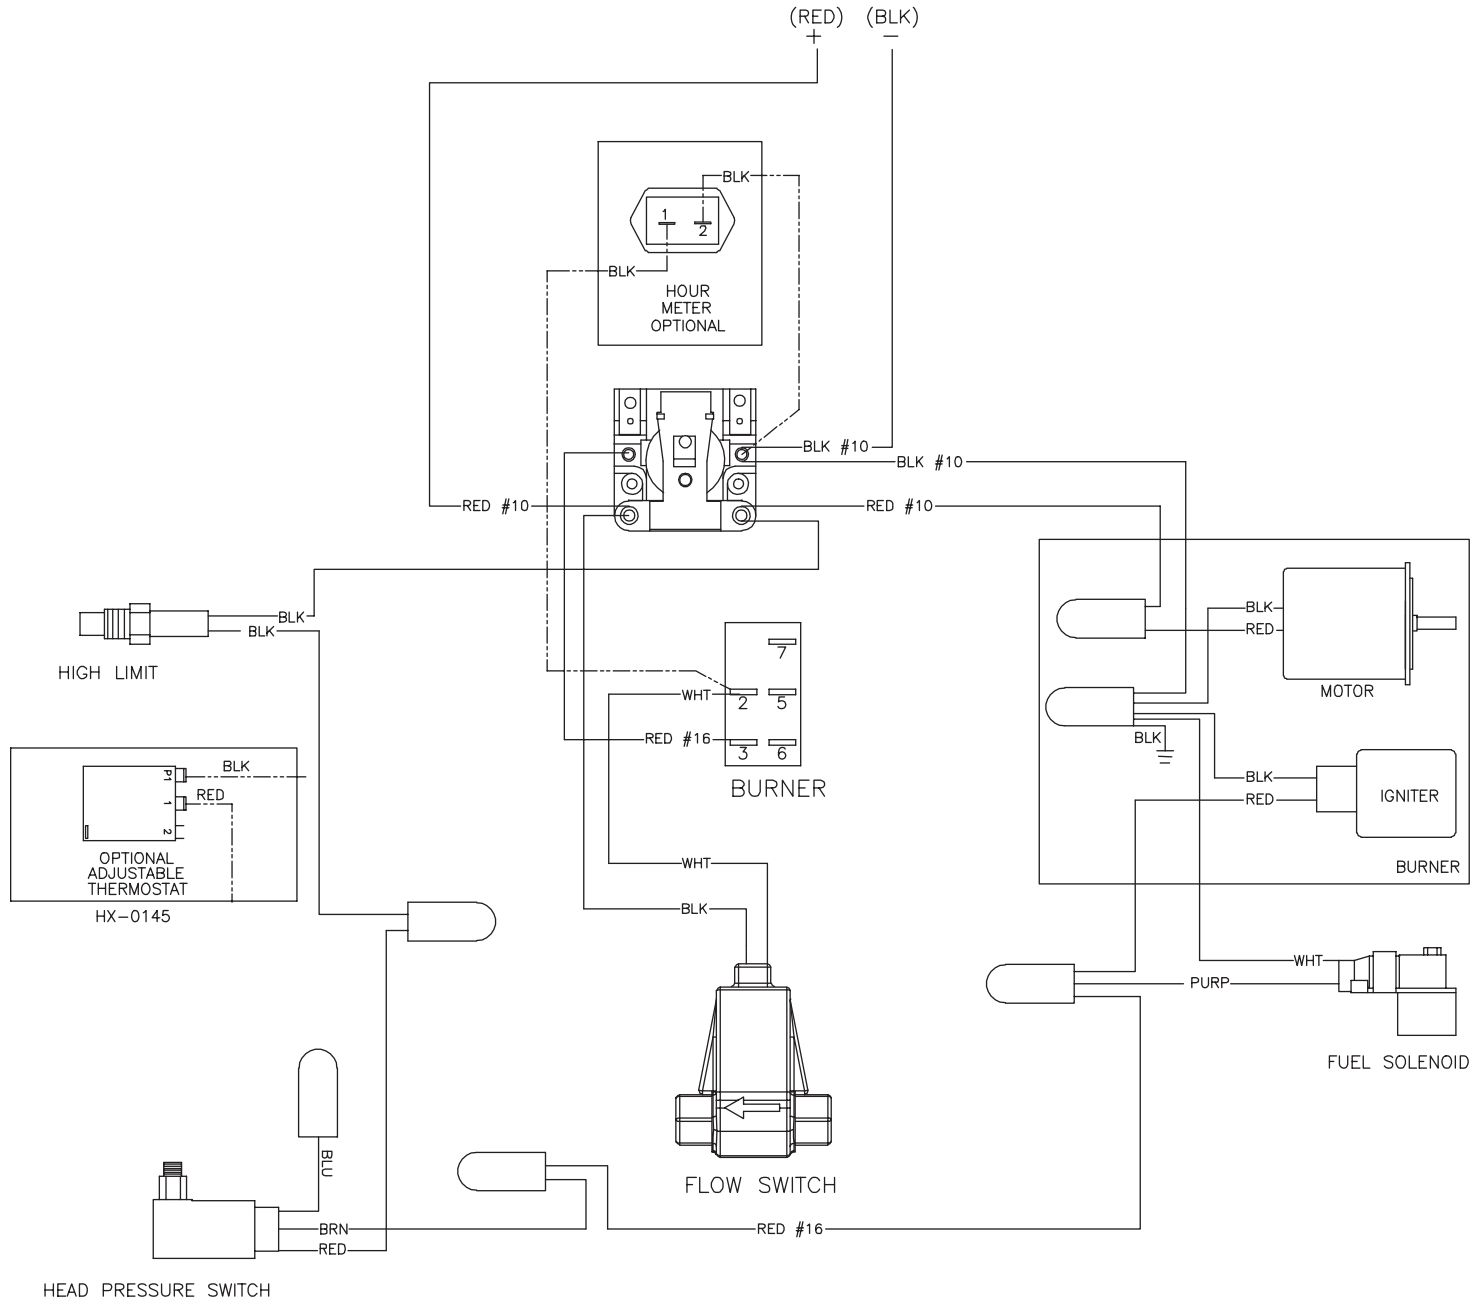 (RED) (BLK)
+ −
BLK
1
2
BLK
HOUR
METER
OPTIONAL
BLK #10
BLK #10
RED #10
RED #10
BLK
BLK
HIGH LIMIT
7
WHT
2 5
RED #16
3 6
BURNER
BLK
RED
MOTOR
BLK
BLK
RED
IGNITER
BURNER
P1
BLK
1
RED
2
OPTIONAL
ADJUSTABLE
THERMOSTAT
HX-0145
WHT
BLK
WHT
PURP
FUEL SOLENOID
FLOW SWITCH
BLU
BRN
RED
RED #16
HEAD PRESSURE SWITCH